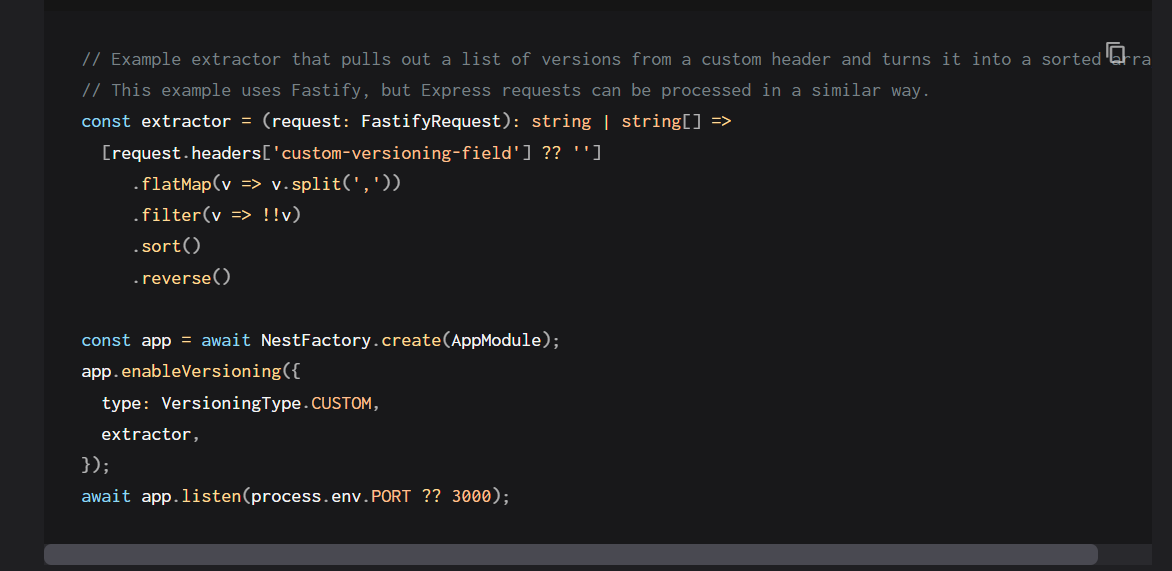 // Example extractor that pulls out a list of versions from a custom header and turns it into a sorted arra
// This example uses Fastify, but Express requests can be processed in a similar way.
const extractor = (request: FastifyRequest): string | string[] =>
  [request.headers['custom-versioning-field'] ?? '']
     .flatMap(v => v.split(','))
     .filter(v => !!v)
     .sort()
     .reverse()

const app = await NestFactory.create(AppModule);
app.enableVersioning({
  type: VersioningType.CUSTOM,
  extractor,
});
await app.listen(process.env.PORT ?? 3000);